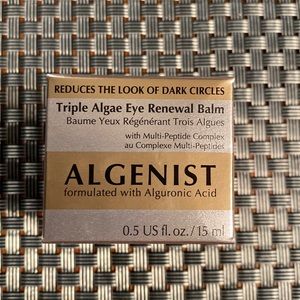 REDUCES THE LOOK OF DARK CIRCLES
Triple Algae Eye Renewal Balm
Baume Yeux Régénérant Trois Algues
with Multi-Peptide Complex
au Complexe Multi-Peptides
ALGENIST
formulated with Alguronic Acid
0.5 US fl. oz./15 ml